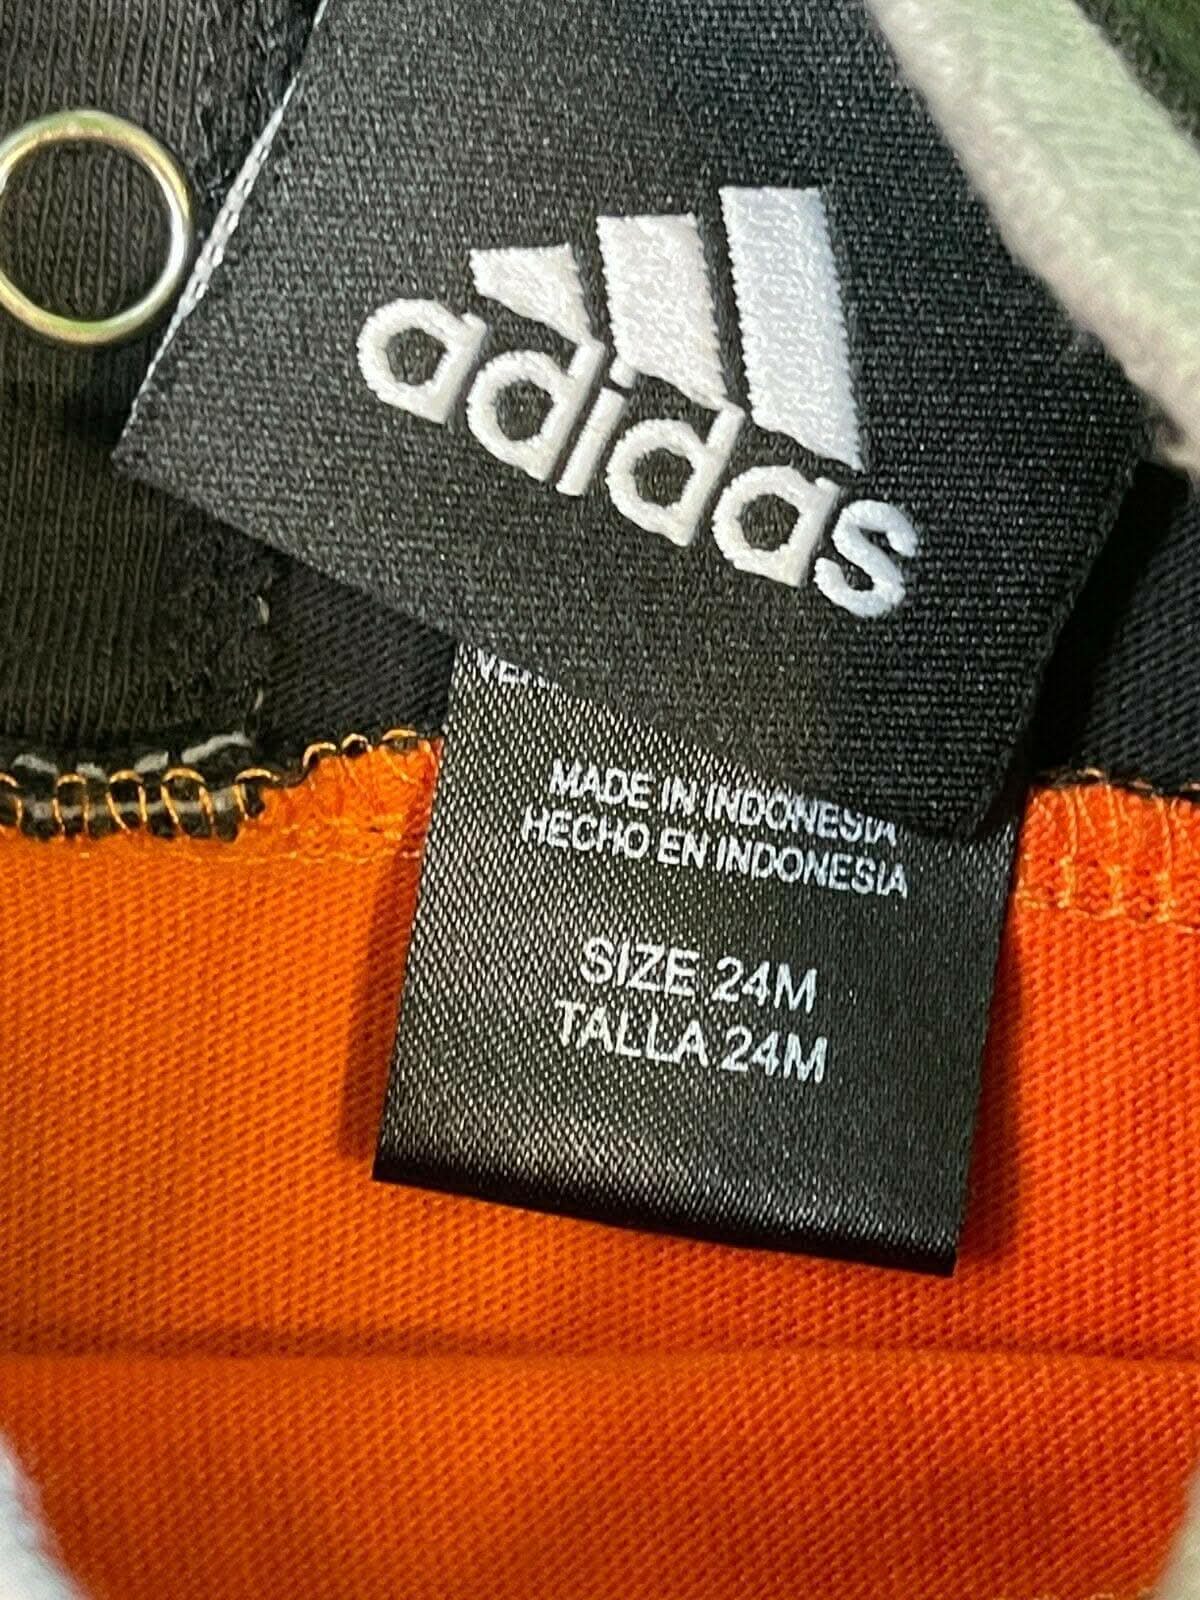 adidas
MADE IN INDONESIA
HECHO EN INDONESIA
SIZE 24M
TALLA 24M